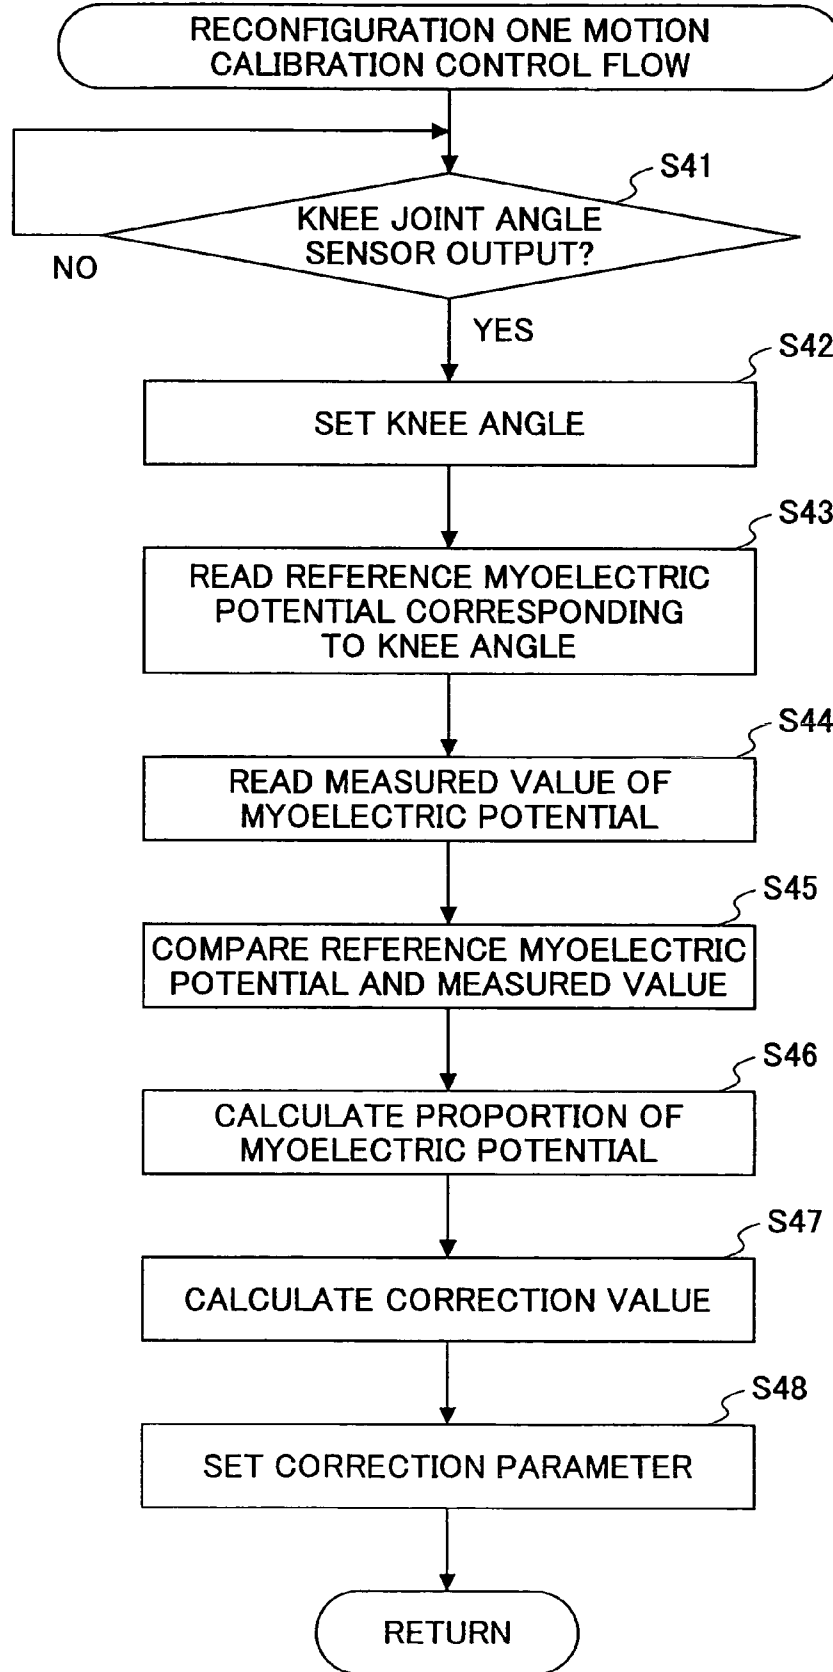 RECONFIGURATION ONE MOTION
CALIBRATION CONTROL FLOW
S41
KNEE JOINT ANGLE
SENSOR OUTPUT?
NO
YES
S42
SET KNEE ANGLE
S43
READ REFERENCE MYOELECTRIC
POTENTIAL CORRESPONDING
TO KNEE ANGLE
S44
READ MEASURED VALUE OF
MYOELECTRIC POTENTIAL
S45
COMPARE REFERENCE MYOELECTRIC
POTENTIAL AND MEASURED VALUE
S46
CALCULATE PROPORTION OF
MYOELECTRIC POTENTIAL
S47
CALCULATE CORRECTION VALUE
S48
SET CORRECTION PARAMETER
RETURN